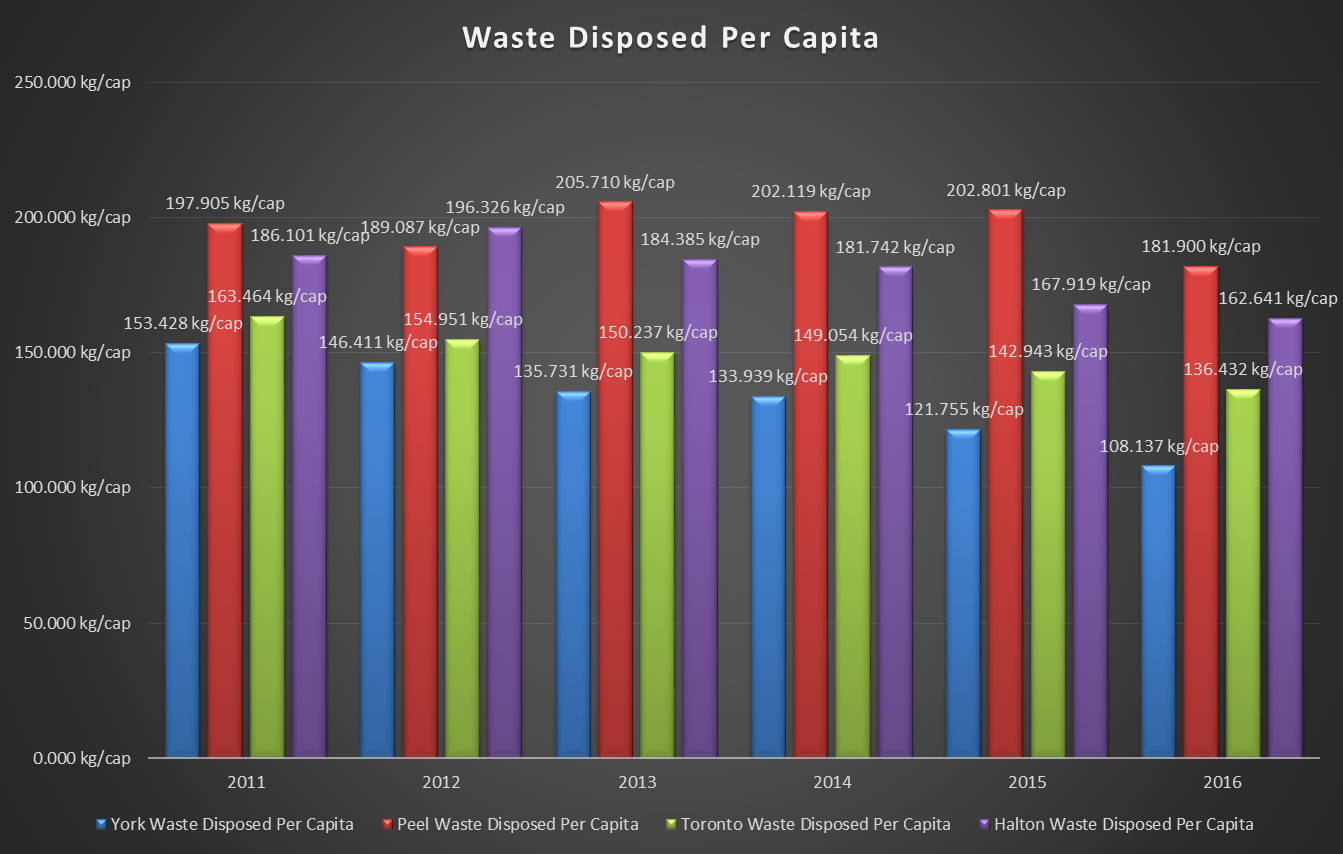 Waste Disposed Per Capita
250.000 kg/cap
200.000 kg/cap
150.000 kg/cap
100.000 kg/cap
50.000 kg/cap
0.000 kg/cap
153.428 kg/cap
197.905 kg/cap
163.464 kg/cap
186.101 kg/cap
146.411 kg/cap
189.087 kg/cap
154.951 kg/cap
196.326 kg/cap
135.731 kg/cap
205.710 kg/cap
150.237 kg/cap
184.385 kg/cap
133.939 kg/cap
202.119 kg/cap
149.054 kg/cap
181.742 kg/cap
121.755 kg/cap
202.801 kg/cap
142.943 kg/cap
167.919 kg/cap
108.137 kg/cap
181.900 kg/cap
136.432 kg/cap
162.641 kg/cap
2011 2012 2013 2014 2015 2016
York Waste Disposed Per Capita Peel Waste Disposed Per Capita Toronto Waste Disposed Per Capita Halton Waste Disposed Per Capita